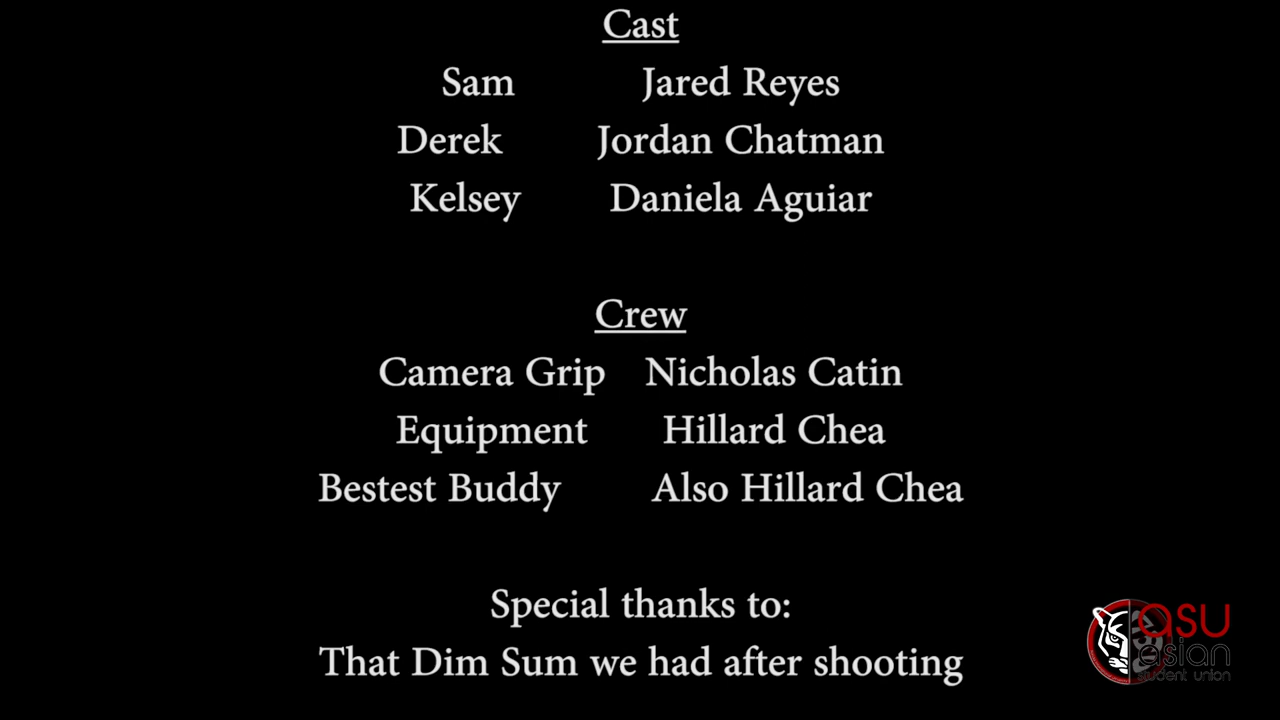 Cast
Sam Jared Reyes
Derek Jordan Chatman
Kelsey Daniela Aguiar
Crew
Camera Grip Nicholas Catin
Equipment Hillard Chea
Bestest Buddy Also Hillard Chea
Special thanks to:
That Dim Sum we had after shooting
asu
asian
student union